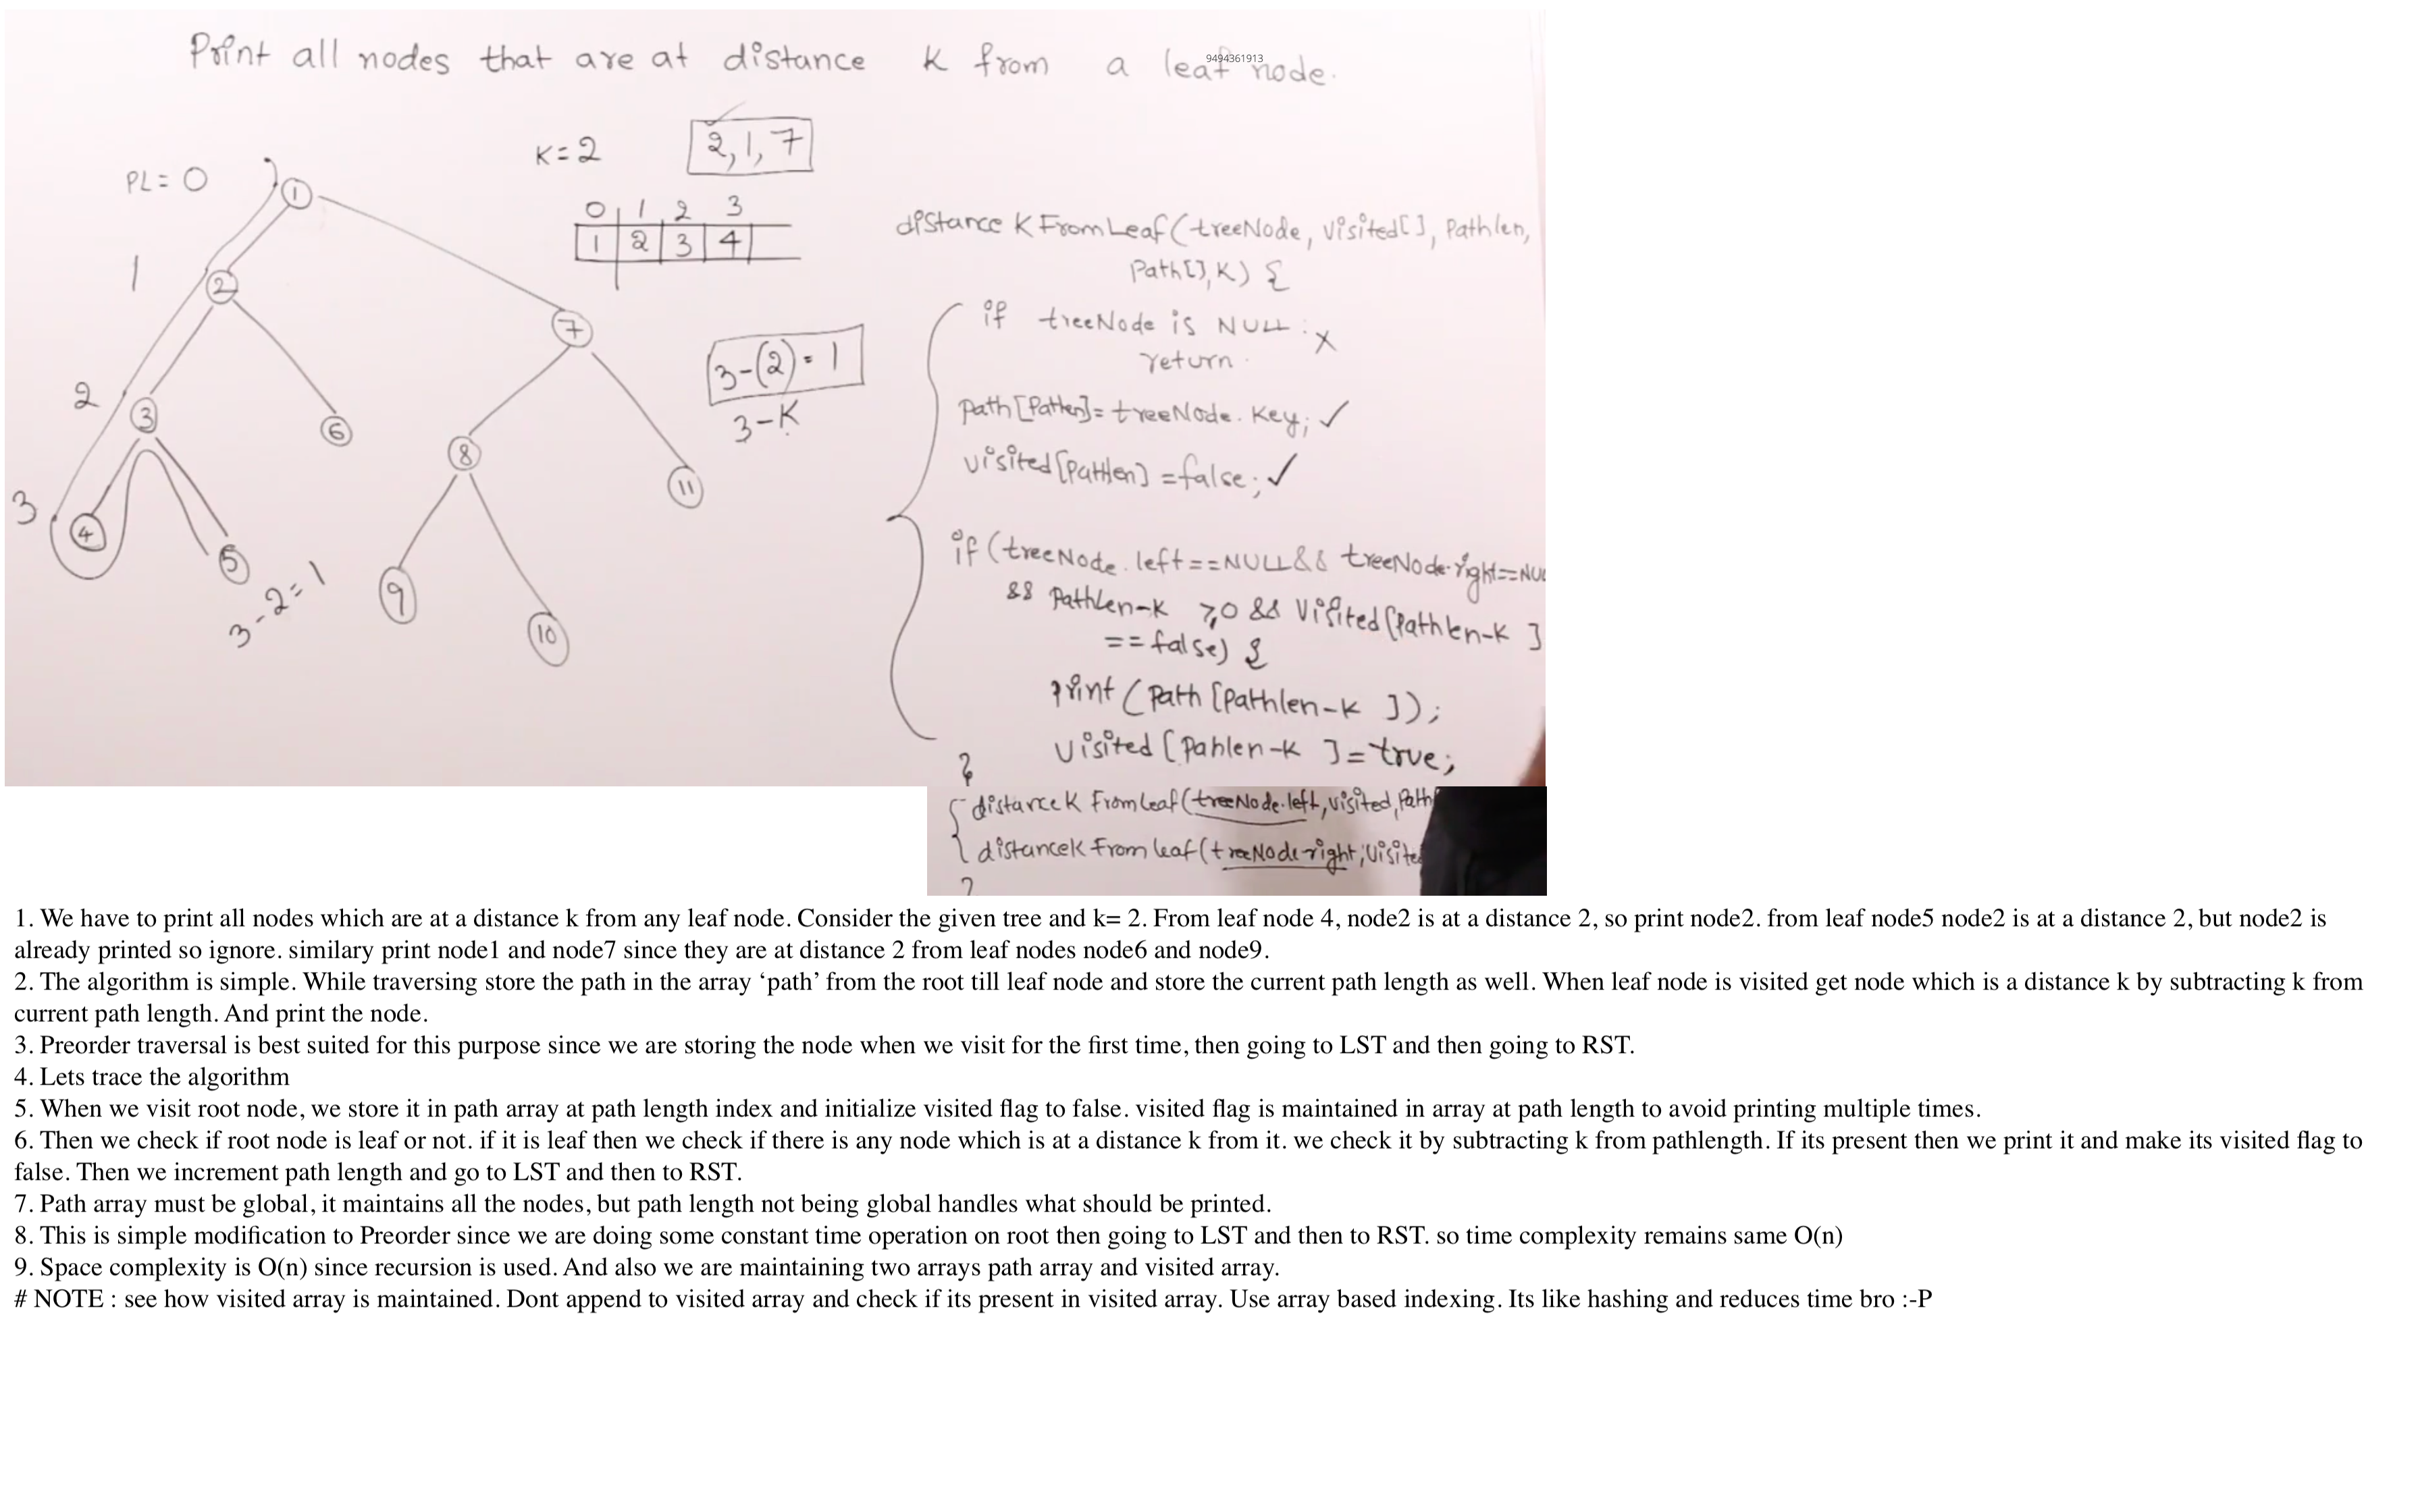 Print all nodes that are at distance K from a leaf node.
9494361913
K=2
2, 1, 7
PL = 0
1
0 1 2 3
1 2 3 4
1
2
7
3-(2) = 1
3-K
2
3
6
8
11
3
4
5
9
10
3-2=1
distance K FromLeaf (treeNode, visited[], Pathlen,
Path[], K) {
if treeNode is NULL :
return
path[Pathlen]= treeNode. Key;
visited[pathlen] = false;
if (treeNode. left == NULL && treeNode.right==NU
&& Pathlen-K ≥0 && Visited[Pathlen-K ]
== false) {
print (Path [Pathlen-K ]);
visited [Pahlen-K ] = true;
}
distanceK FromLeaf (treeNode.left, visited, Path
distanceK From leaf (treeNode.right, Visite
}
1. We have to print all nodes which are at a distance k from any leaf node. Consider the given tree and k= 2. From leaf node 4, node2 is at a distance 2, so print node2. from leaf node5 node2 is at a distance 2, but node2 is
already printed so ignore. similary print node1 and node7 since they are at distance 2 from leaf nodes node6 and node9.
2. The algorithm is simple. While traversing store the path in the array ‘path’ from the root till leaf node and store the current path length as well. When leaf node is visited get node which is a distance k by subtracting k from
current path length. And print the node.
3. Preorder traversal is best suited for this purpose since we are storing the node when we visit for the first time, then going to LST and then going to RST.
4. Lets trace the algorithm
5. When we visit root node, we store it in path array at path length index and initialize visited flag to false. visited flag is maintained in array at path length to avoid printing multiple times.
6. Then we check if root node is leaf or not. if it is leaf then we check if there is any node which is at a distance k from it. we check it by subtracting k from pathlength. If its present then we print it and make its visited flag to
false. Then we increment path length and go to LST and then to RST.
7. Path array must be global, it maintains all the nodes, but path length not being global handles what should be printed.
8. This is simple modification to Preorder since we are doing some constant time operation on root then going to LST and then to RST. so time complexity remains same O(n)
9. Space complexity is O(n) since recursion is used. And also we are maintaining two arrays path array and visited array.
# NOTE : see how visited array is maintained. Dont append to visited array and check if its present in visited array. Use array based indexing. Its like hashing and reduces time bro :-P